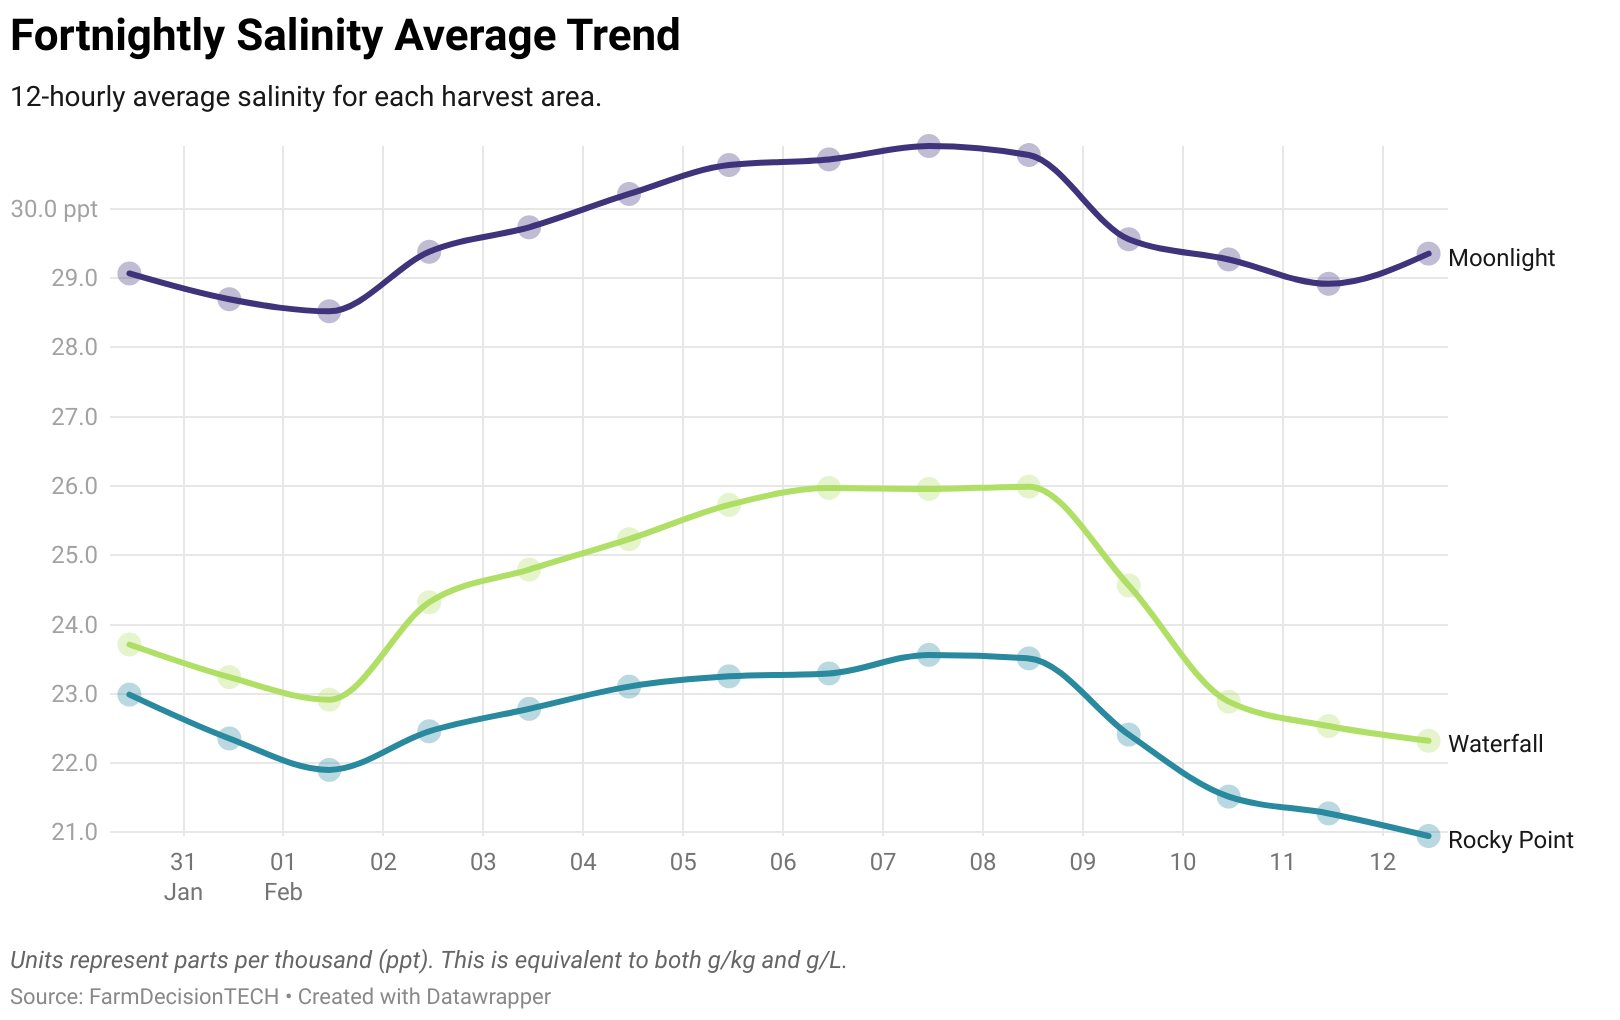 Fortnightly Salinity Average Trend
12-hourly average salinity for each harvest area.
30.0 ppt
29.0
28.0
27.0
26.0
25.0
24.0
23.0
22.0
21.0
Moonlight
Waterfall
Rocky Point
31 01 02 03 04 05 06 07 08 09 10 11 12
Jan Feb
Units represent parts per thousand (ppt). This is equivalent to both g/kg and g/L.
Source: FarmDecisionTECH • Created with Datawrapper